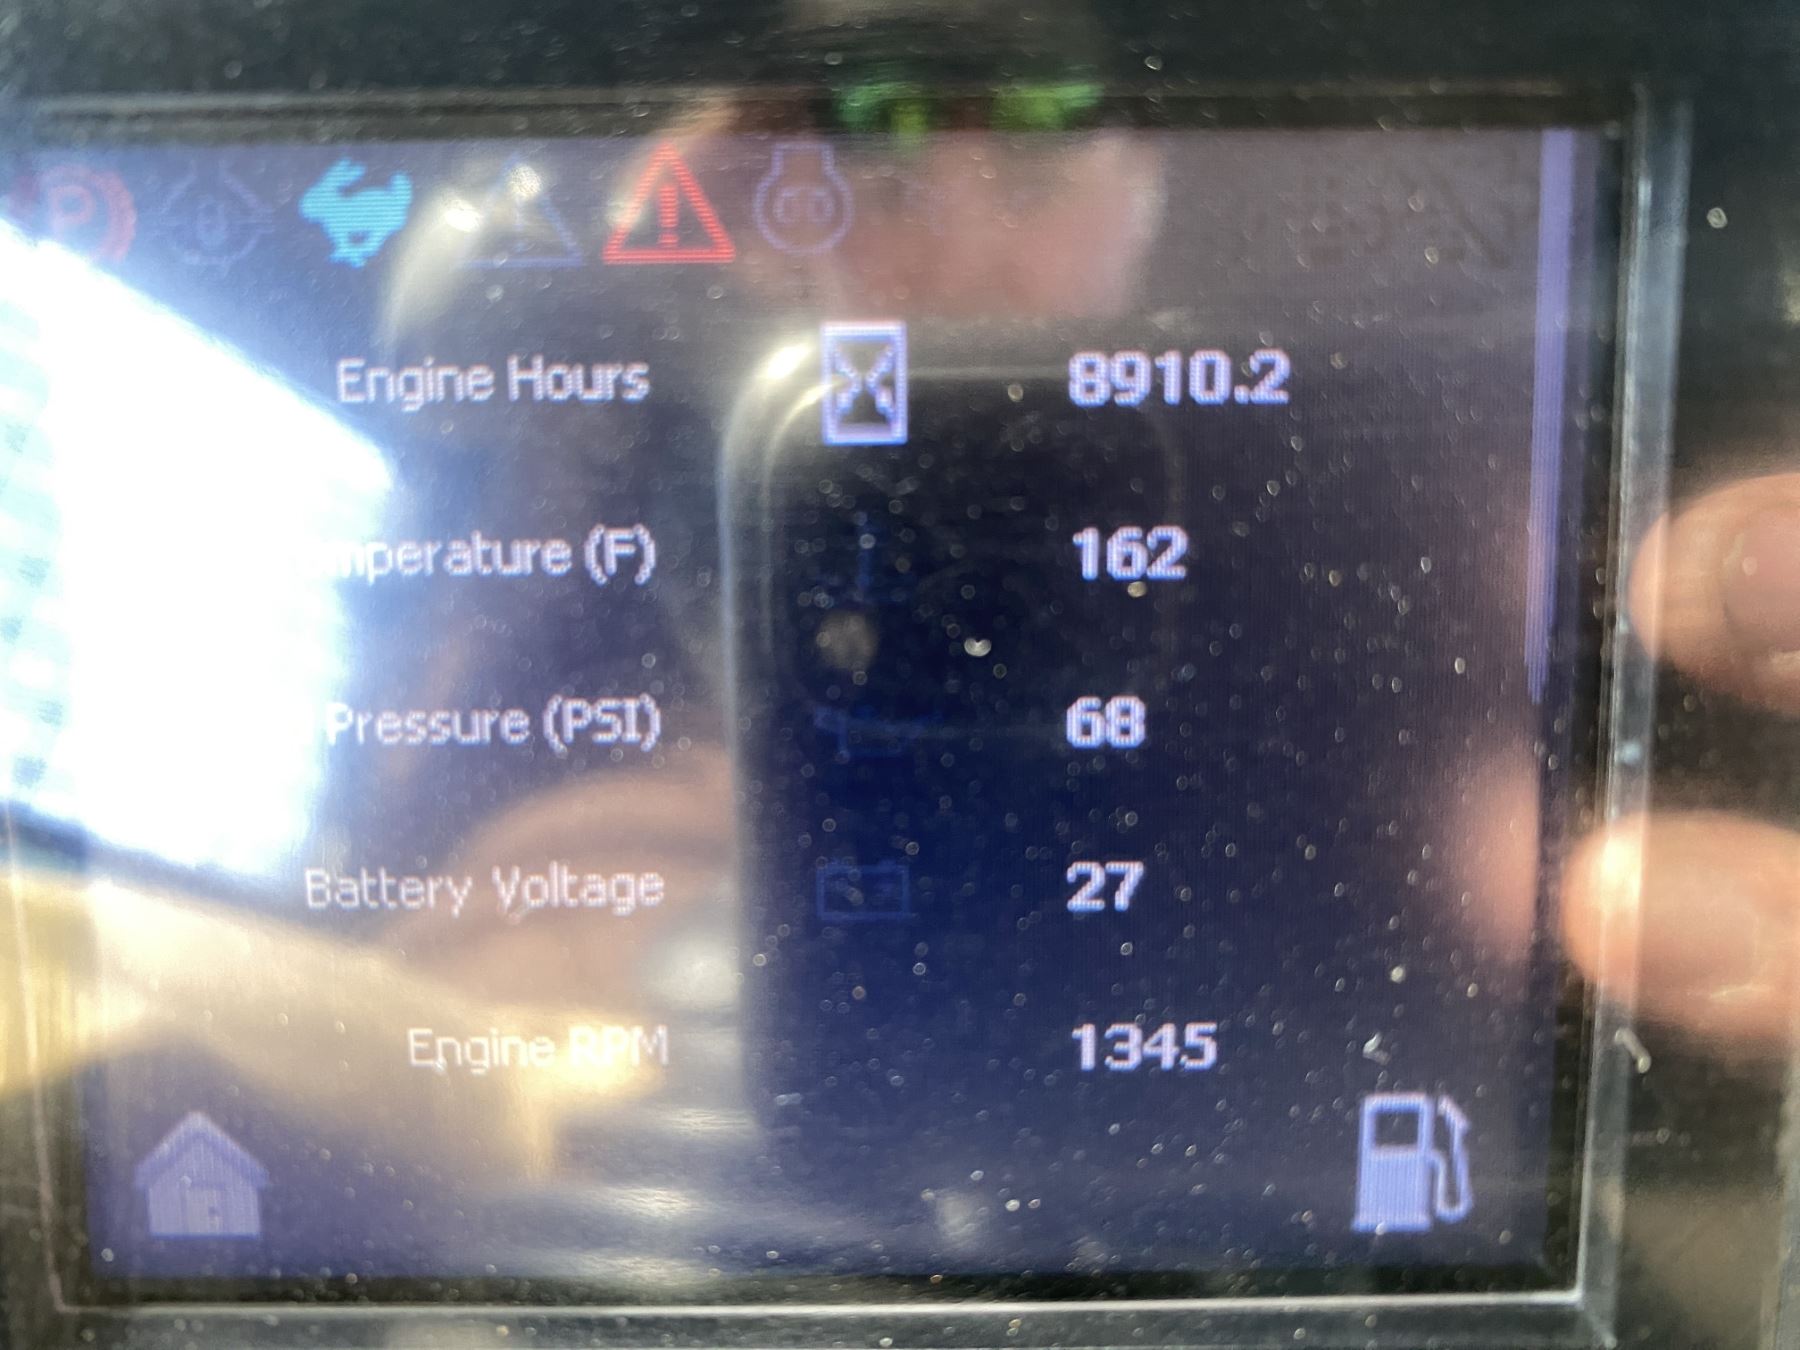 P
Engine Hours 8910.2
mperature (F) 162
Pressure (PSI) 68
Battery Voltage 27
Engine RPM 1345